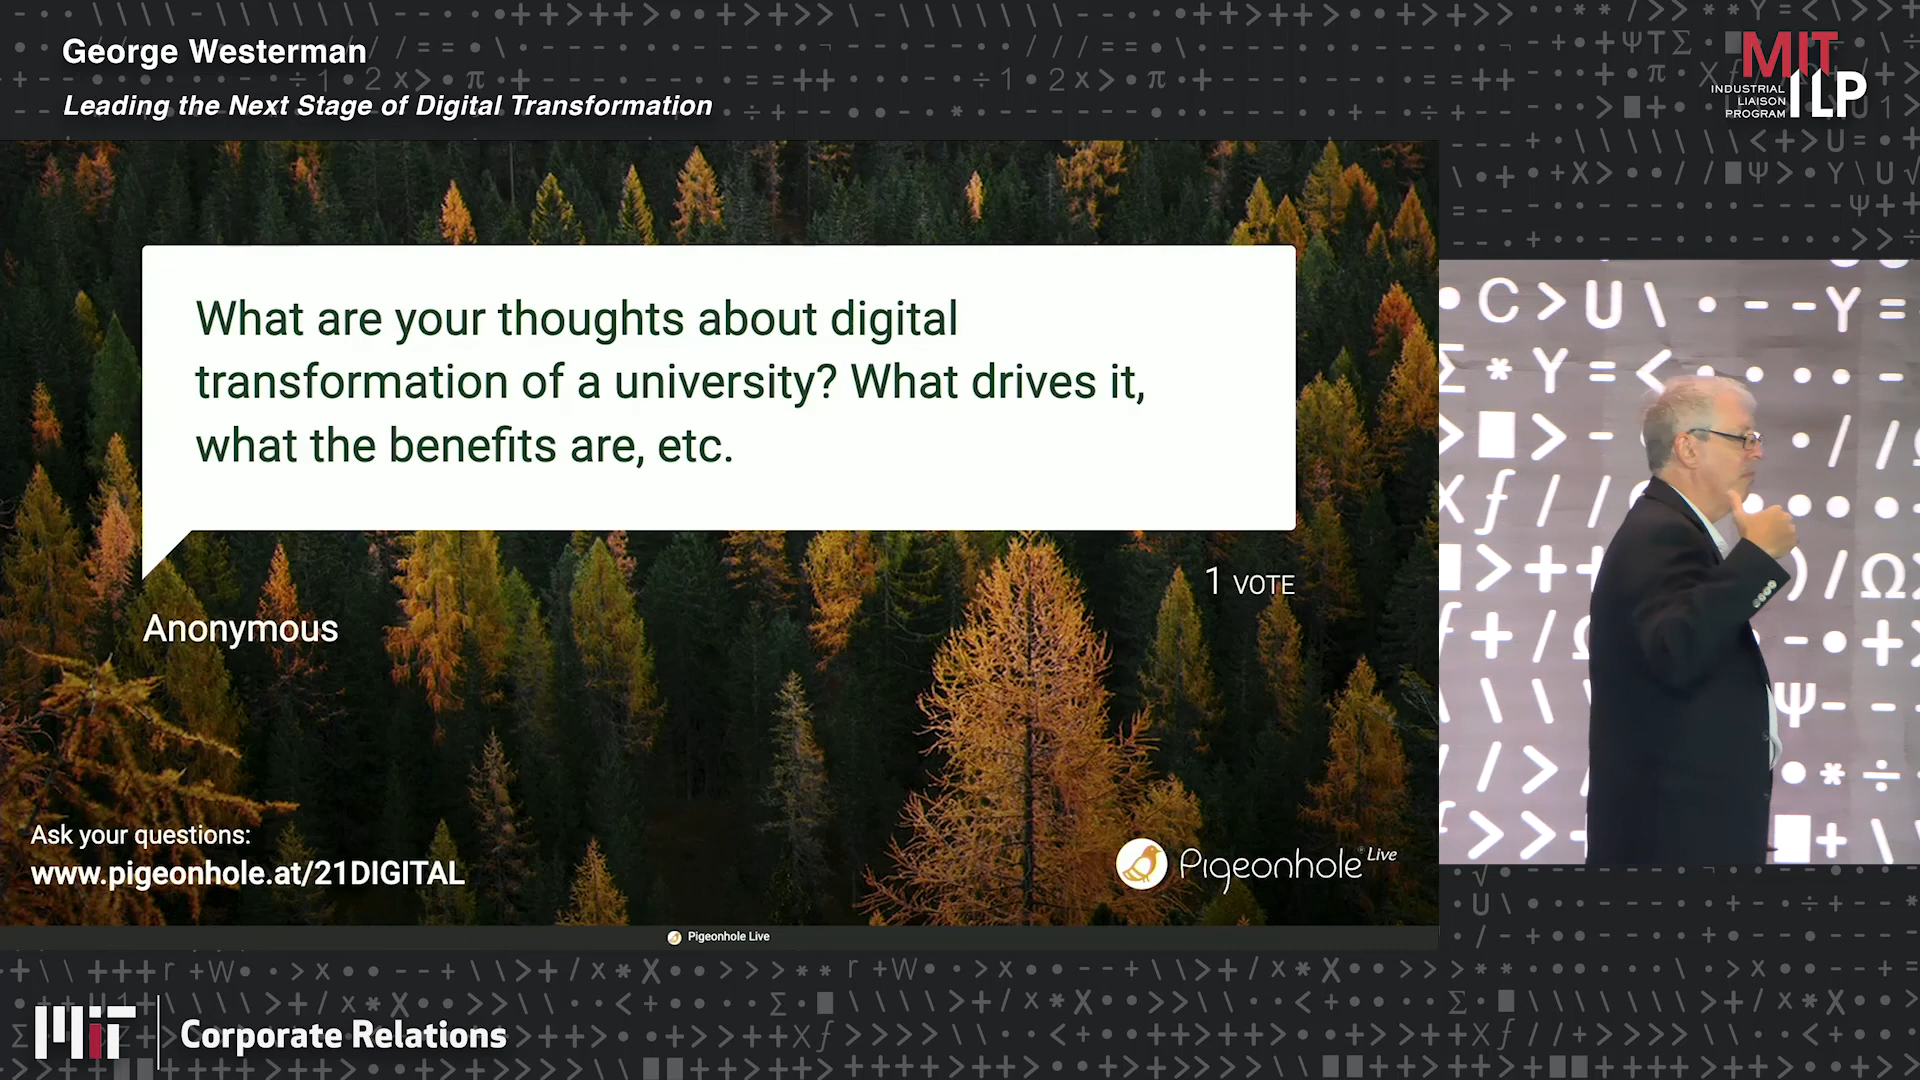 George Westerman
Leading the Next Stage of Digital Transformation
MIT
INDUSTRIAL
LIAISON
PROGRAM
ILP
What are your thoughts about digital
transformation of a university? What drives it,
what the benefits are, etc.
1 VOTE
Anonymous
Ask your questions:
www.pigeonhole.at/21DIGITAL
Pigeonhole Live
Pigeonhole Live
MIT
Corporate Relations